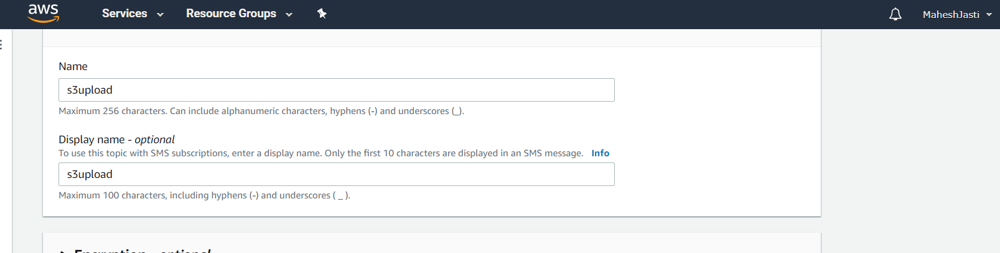 aws Services Resource Groups MaheshJasti
Name
s3upload
Maximum 256 characters. Can include alphanumeric characters, hyphens (-) and underscores (_).
Display name - optional
To use this topic with SMS subscriptions, enter a display name. Only the first 10 characters are displayed in an SMS message. Info
s3upload
Maximum 100 characters, including hyphens (-) and underscores ( _ ).
Encryption - optional